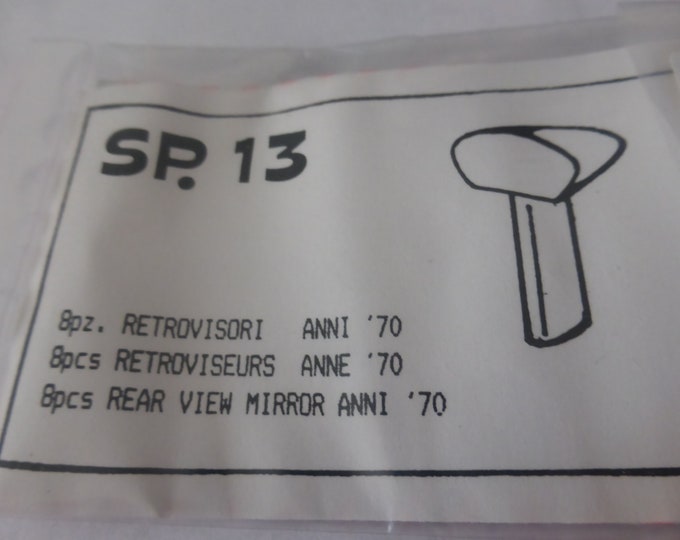 SP. 13
8pz. RETROVISORI ANNI '70
8pcs RETROVISEURS ANNE '70
8pcs REAR VIEW MIRROR ANNI '70